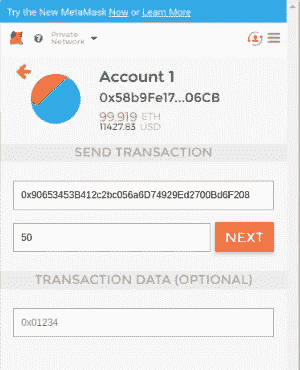 Try the New MetaMask Now or Learn More
Private
Network
Account 1
0x58b9Fe17...06CB
99.919 ETH
11427.83 USD
SEND TRANSACTION
0x90653453B412c2bc056a6D74929Ed2700Bd6F208
50
NEXT
TRANSACTION DATA (OPTIONAL)
0x01234